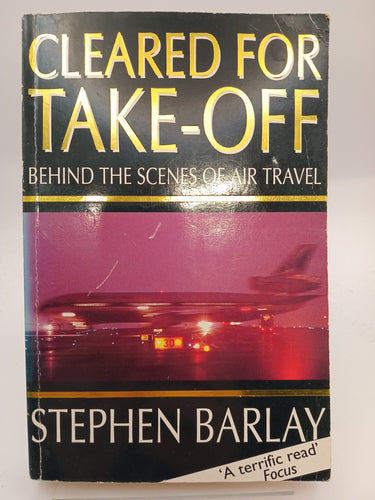 CLEARED FOR
TAKE-OFF
BEHIND THE SCENES OF AIR TRAVEL
STEPHEN BARLAY
'A terrific read'
Focus